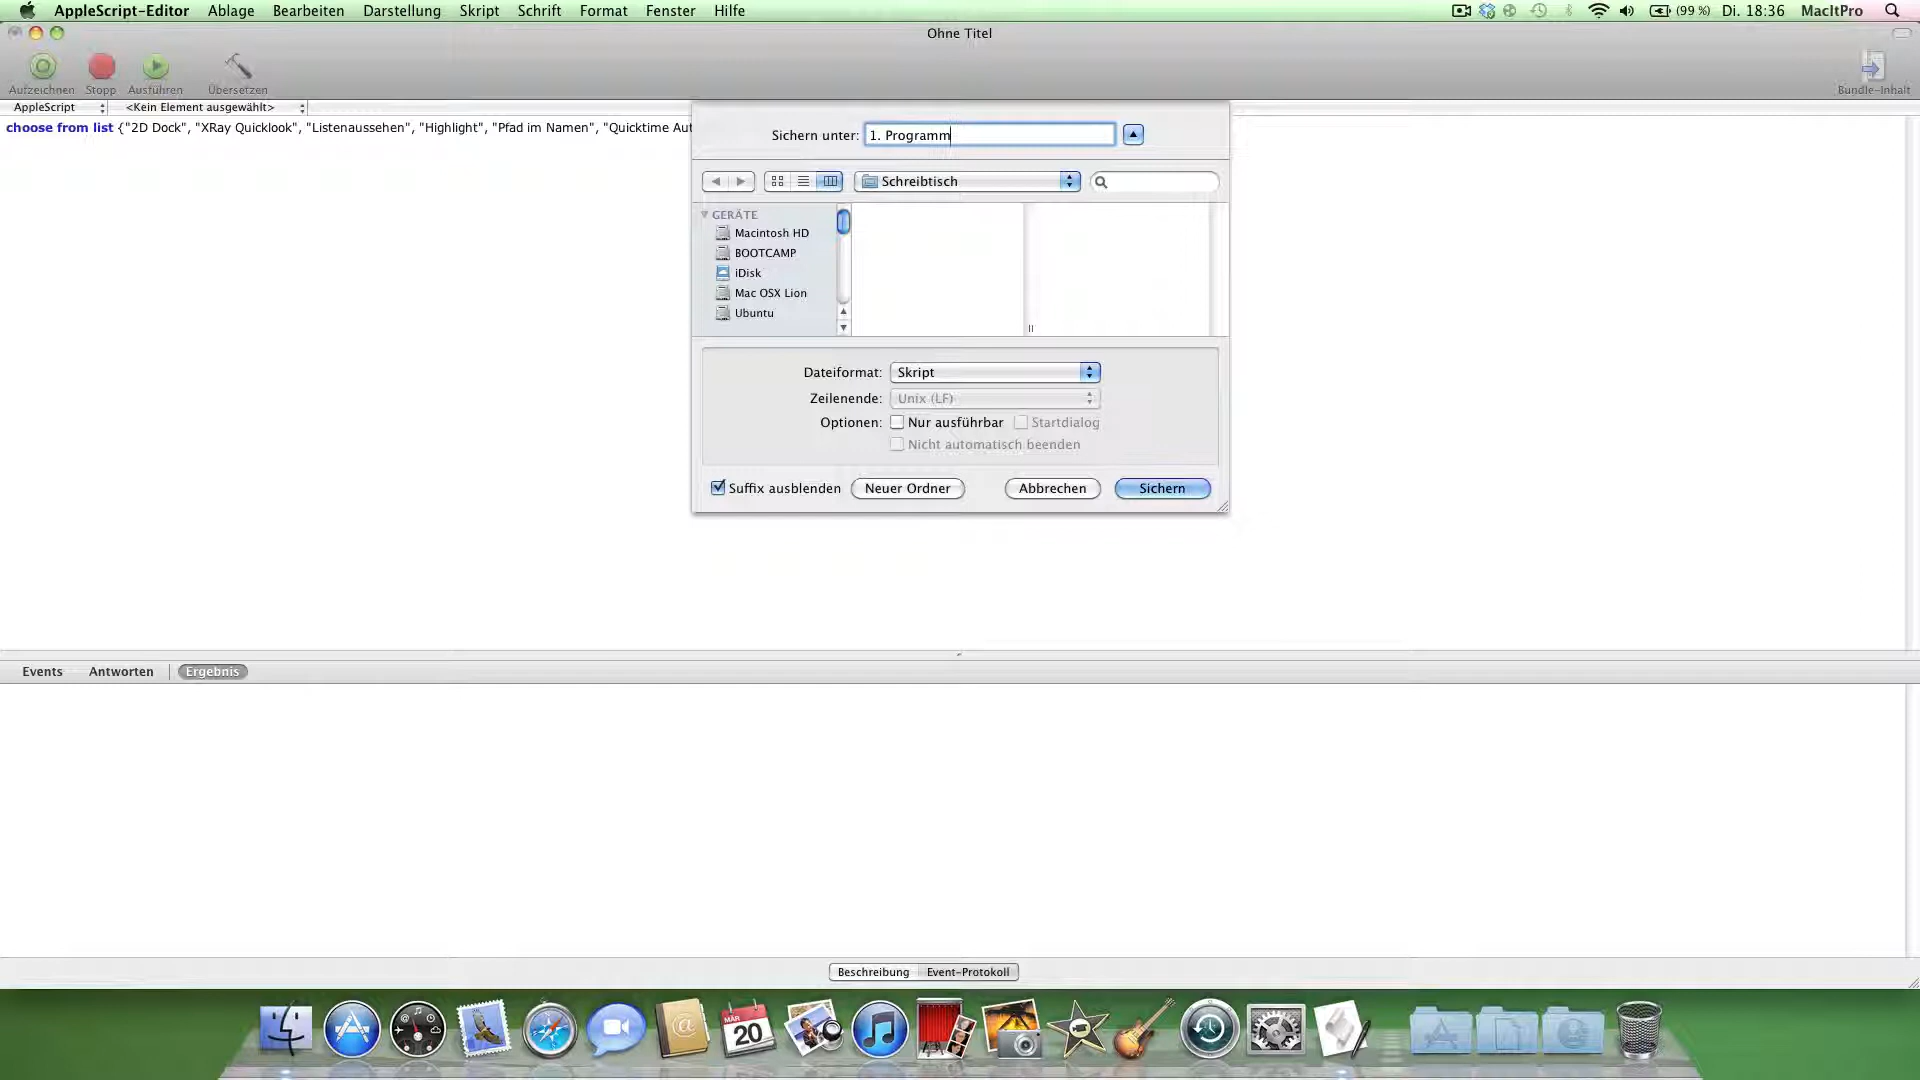 AppleScript-Editor Ablage Bearbeiten Darstellung Skript Schrift Format Fenster Hilfe (99 %) Di. 18:36 MacItPro
Ohne Titel
Aufzeichnen Stopp Ausführen Übersetzen Bundle-Inhalt
AppleScript <Kein Element ausgewählt>
choose from list {"2D Dock", "XRay Quicklook", "Listenaussehen", "Highlight", "Pfad im Namen", "Quicktime Aut
Sichern unter: 1. Programm
Schreibtisch
GERÄTE
Macintosh HD
BOOTCAMP
iDisk
Mac OSX Lion
Ubuntu
Dateiformat: Skript
Zeilenende: Unix (LF)
Optionen: Nur ausführbar Startdialog
Nicht automatisch beenden
Suffix ausblenden Neuer Ordner Abbrechen Sichern
Events Antworten Ergebnis
Beschreibung Event-Protokoll
MÄR
20